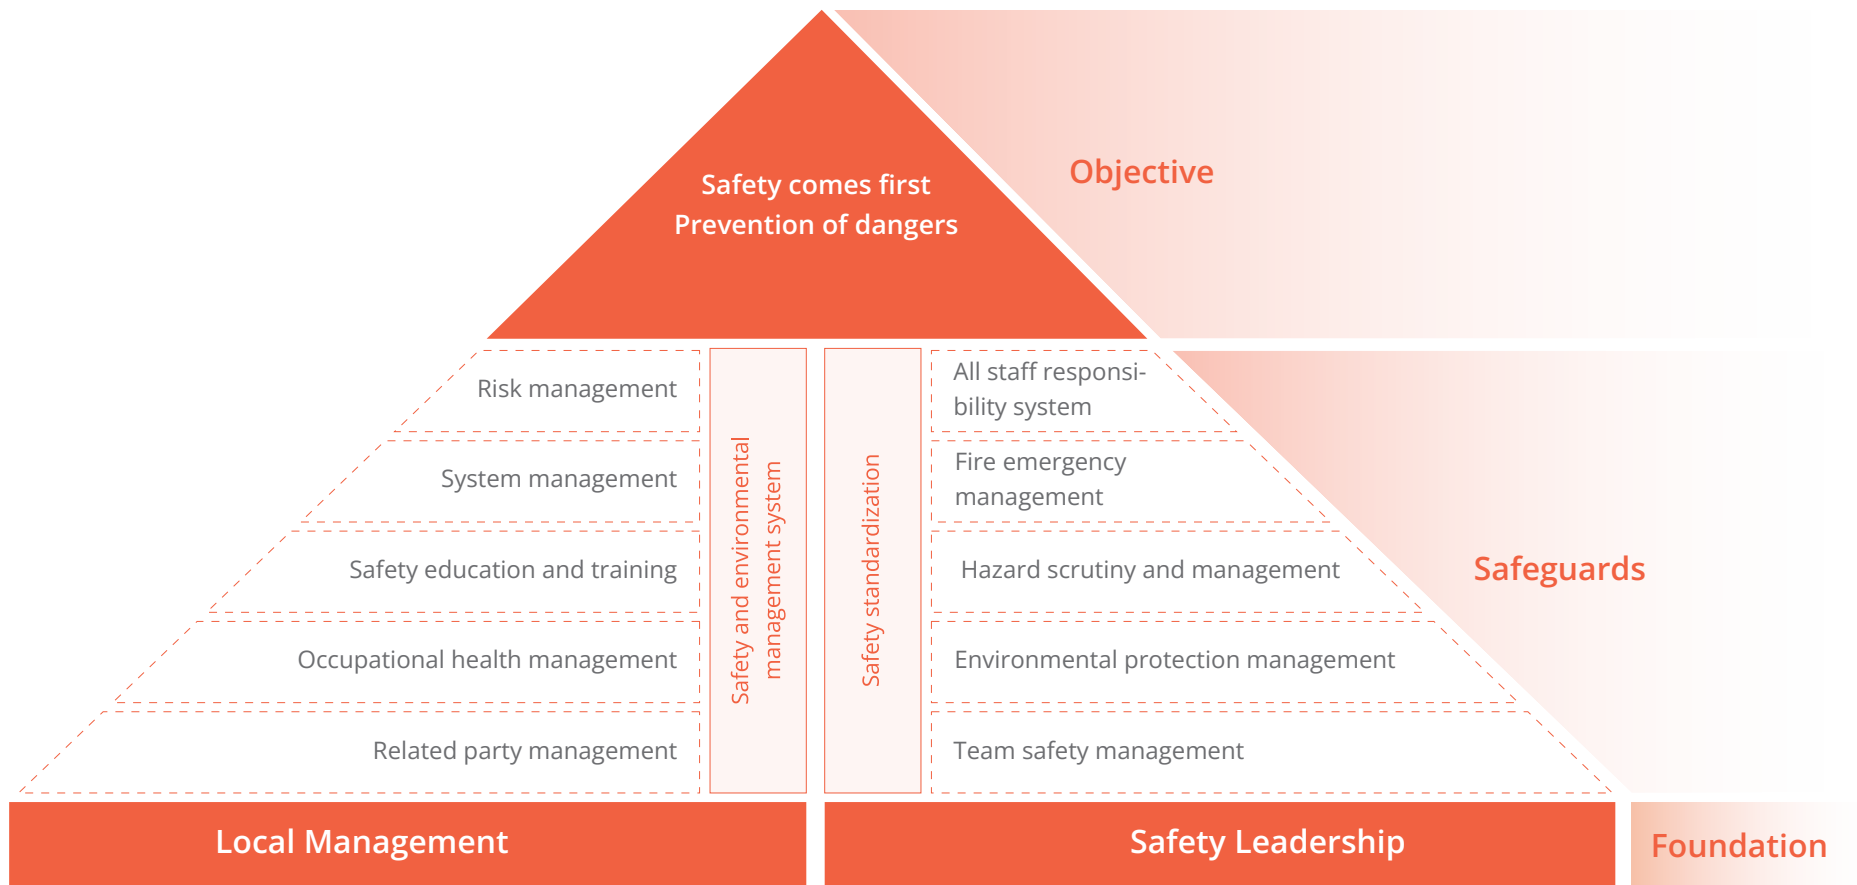 Safety comes first
Prevention of dangers
Objective
Risk management
System management
Safety education and training
Occupational health management
Related party management
Safety and environmental
management system
Safety standardization
All staff responsi-
bility system
Fire emergency
management
Hazard scrutiny and management
Environmental protection management
Team safety management
Safeguards
Local Management
Safety Leadership
Foundation